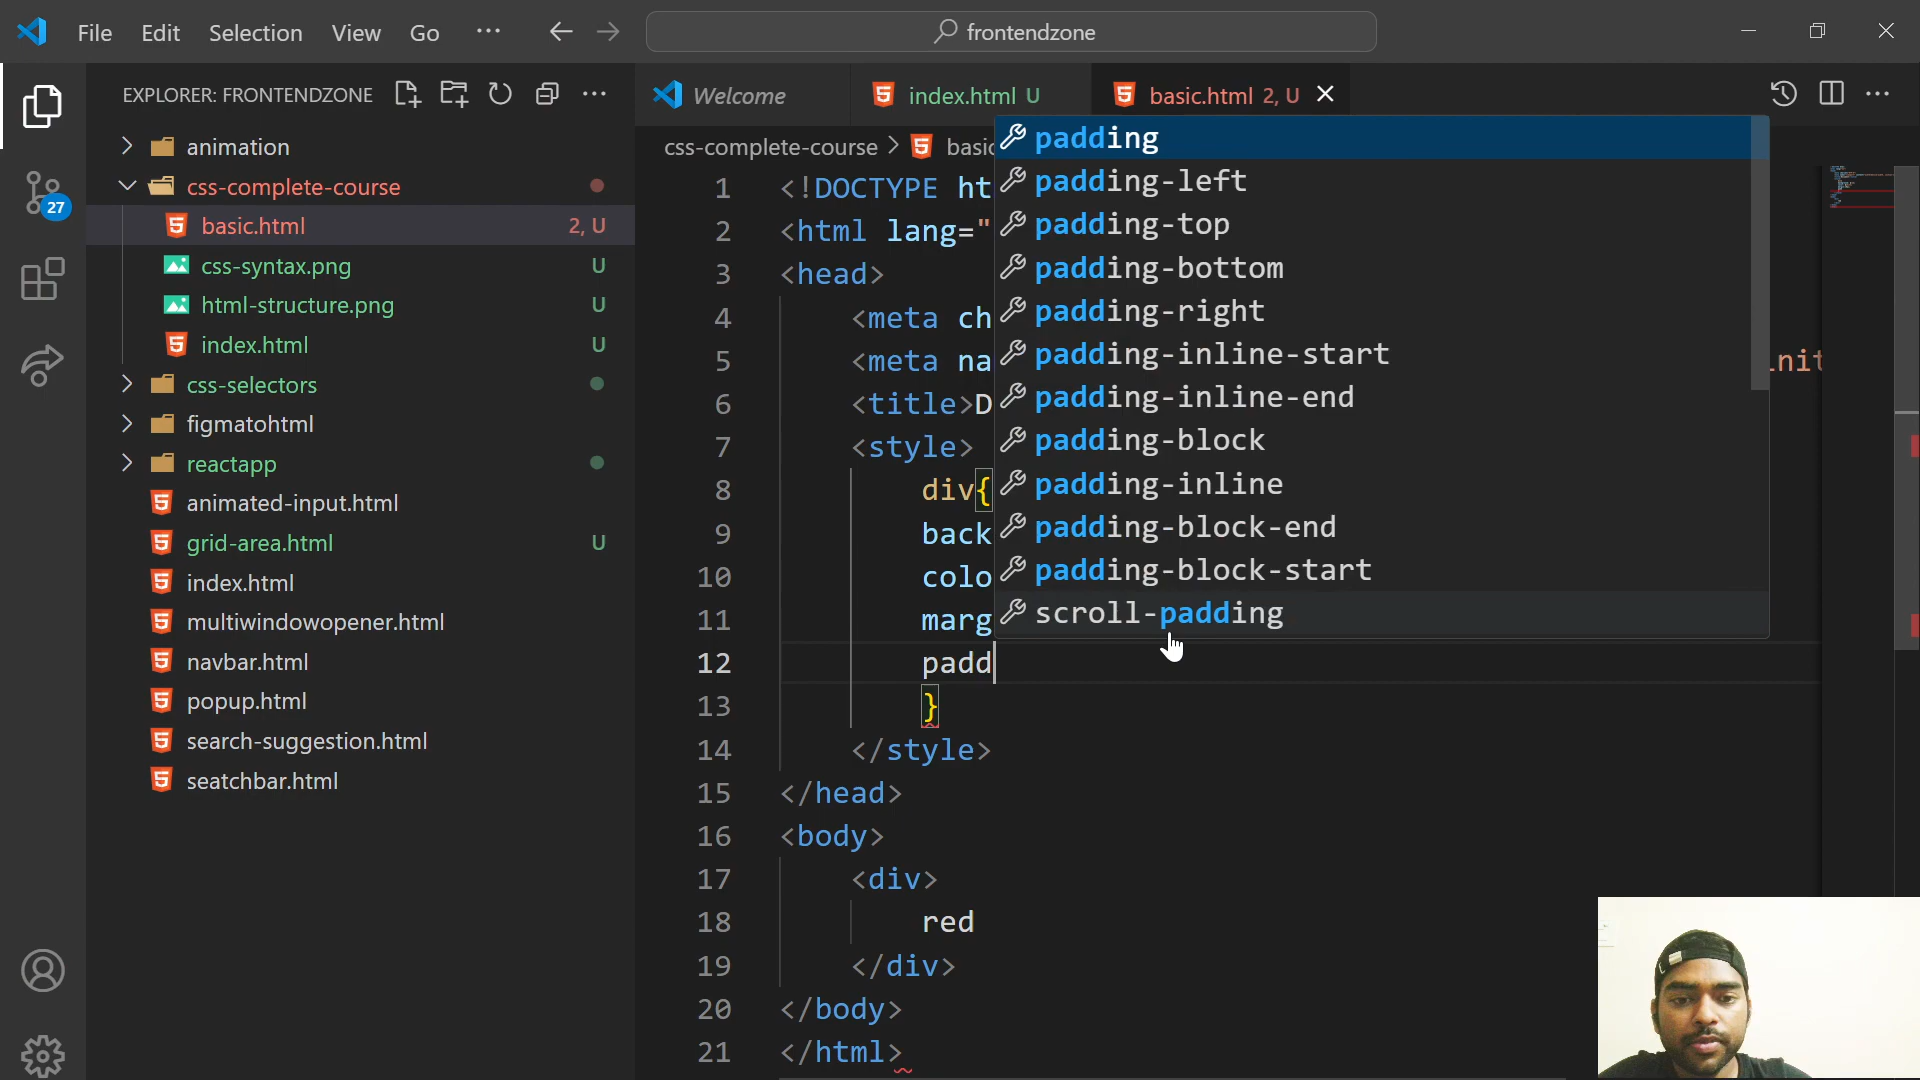 File Edit Selection View Go ···
frontendzone
EXPLORER: FRONTENDZONE
animation
css-complete-course
basic.html 2, U
css-syntax.png U
html-structure.png U
index.html U
css-selectors
figmatohtml
reactapp
animated-input.html
grid-area.html U
index.html
multiwindowopener.html
navbar.html
popup.html
search-suggestion.html
seatchbar.html
27
Welcome index.html U basic.html 2, U
css-complete-course > basic
1 <!DOCTYPE ht
2 <html lang="
3 <head>
4 <meta ch
5 <meta na
init
6 <title>D
7 <style>
8 div{
9 back
10 colo
11 marg
12 padd
13 }
14 </style>
15 </head>
16 <body>
17 <div>
18 red
19 </div>
20 </body>
21 </html>
padding
padding-left
padding-top
padding-bottom
padding-right
padding-inline-start
padding-inline-end
padding-block
padding-inline
padding-block-end
padding-block-start
scroll-padding